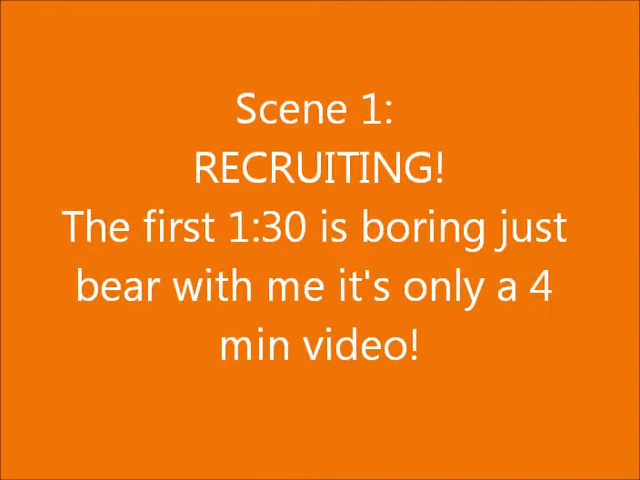 Scene 1:
RECRUITING!
The first 1:30 is boring just
bear with me it's only a 4
min video!